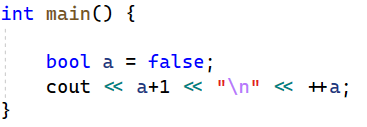 int main() {
    bool a = false;
    cout << a+1 << "\n" << ++a;
}